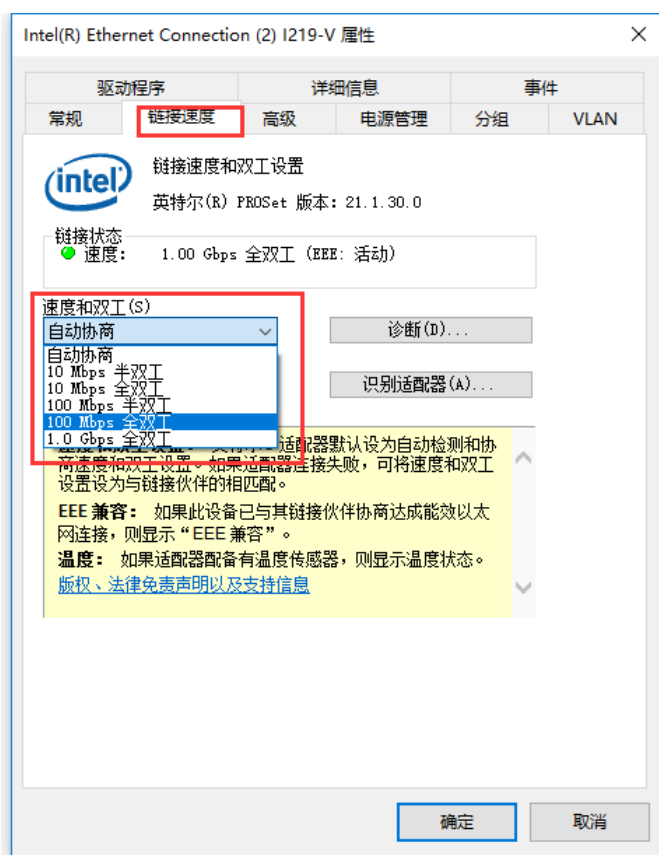 Intel(R) Ethernet Connection (2) I219-V 属性
驱动程序 详细信息 事件
常规 链接速度 高级 电源管理 分组 VLAN
intel
链接速度和双工设置
英特尔(R) PROSet 版本: 21.1.30.0
链接状态
速度: 1.00 Gbps 全双工 (EEE: 活动)
速度和双工(S)
自动协商
诊断(D)...
自动协商
10 Mbps 半双工
10 Mbps 全双工
识别适配器(A)...
100 Mbps 半双工
100 Mbps 全双工
1.0 Gbps 全双工
适配器默认设为自动检测和协
商速度和双工设置。如果适配器连接失败，可将速度和双工
设置设为与链接伙伴的相匹配。
EEE 兼容： 如果此设备已与其链接伙伴协商达成能效以太
网连接，则显示“EEE 兼容”。
温度： 如果适配器配备有温度传感器，则显示温度状态。
版权、法律免责声明以及支持信息
确定 取消